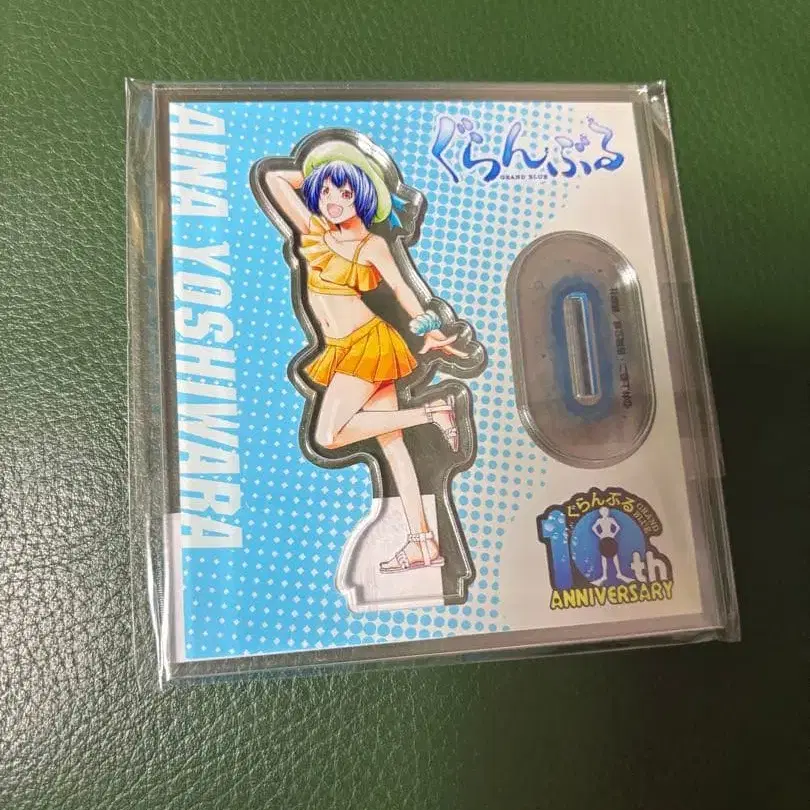 AINA YOSHIWARA
ぐらんぶる
GRAND BLUE
ぐらんぶる
GRAND
BLUE
10th
ANNIVERSARY